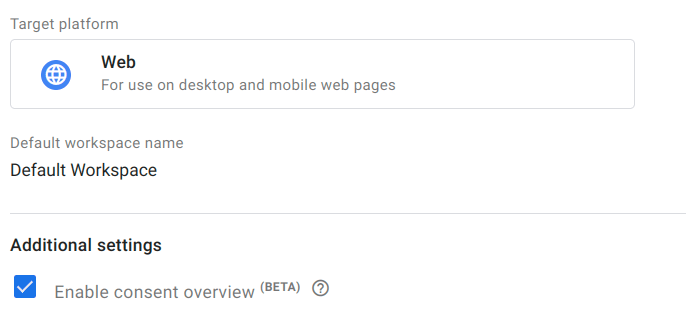 Target platform
Web
For use on desktop and mobile web pages
Default workspace name
Default Workspace
Additional settings
Enable consent overview (BETA) ?